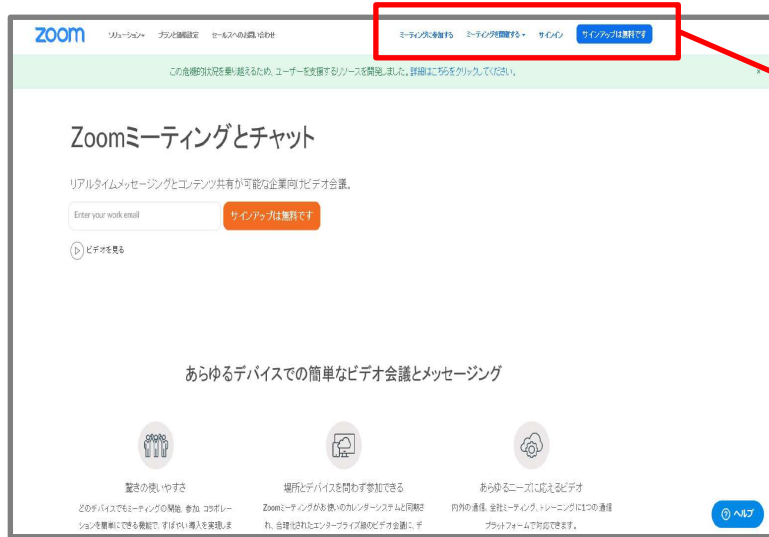 zoom
ソリューション プランと価格設定 セールスへのお問い合わせ ミーティングに参加する ミーティングを開催する サインイン サインアップは無料です
この危機的状況を乗り越えるため、ユーザーを支援するリソースを開発しました。詳細はこちらをクリックしてください。 ×
Zoomミーティングとチャット
リアルタイムメッセージングとコンテンツ共有が可能な企業向けビデオ会議。
Enter your work email サインアップは無料です
ビデオを見る
あらゆるデバイスでの簡単なビデオ会議とメッセージング
驚きの使いやすさ 場所とデバイスを問わず参加できる あらゆるニーズに応えるビデオ
どのデバイスでもミーティングの開始、参加、コラボレー Zoomミーティングがお使いのカレンダーシステムと同期さ 内外の通信、全社ミーティング、トレーニングに1つの通信
ションを簡単にできる機能で、すばやい導入を実現しま れ、合理化されたエンタープライズ級のビデオ会議に、デ プラットフォームで対応できます。
ヘルプ